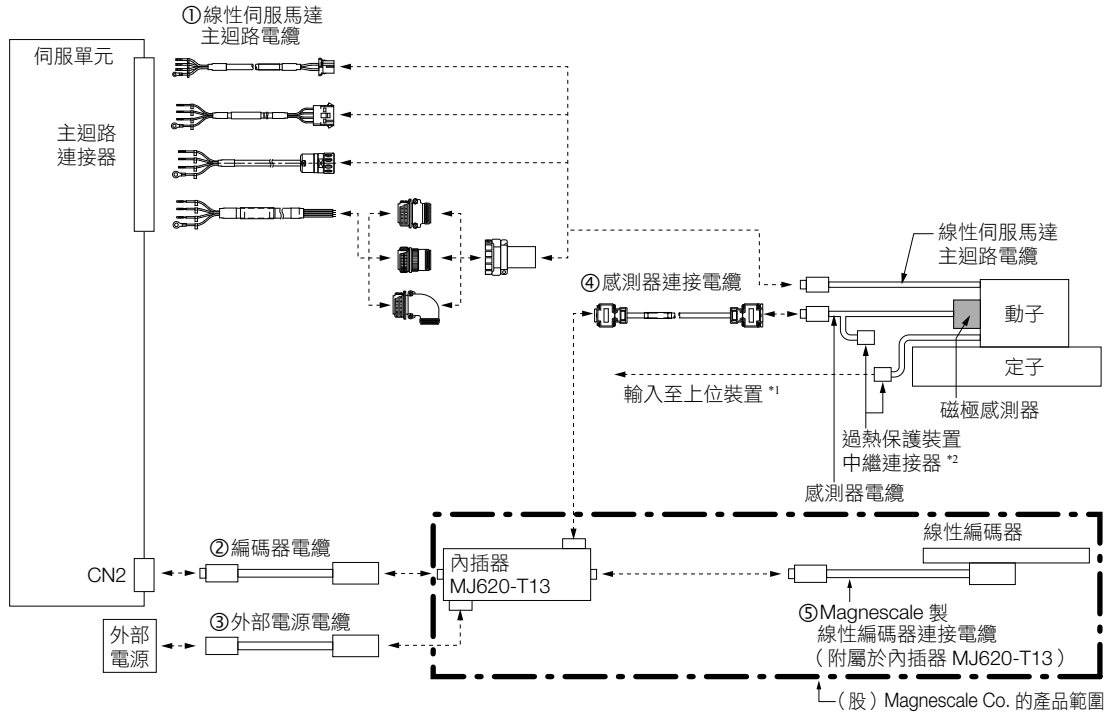 ①線性伺服馬達
主迴路電纜
伺服單元
主迴路
連接器
線性伺服馬達
主迴路電纜
④感測器連接電纜
動子
定子
輸入至上位裝置 *1
磁極感測器
過熱保護裝置
中繼連接器 *2
感測器電纜
線性編碼器
②編碼器電纜
內插器
MJ620-T13
CN2
⑤Magnescale 製
線性編碼器連接電纜
（附屬於內插器 MJ620-T13）
③外部電源電纜
外部
電源
（股）Magnescale Co. 的產品範圍